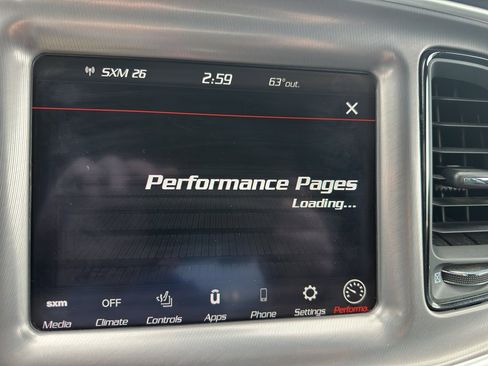 SXM 26 2:59 63°out.
Performance Pages
Loading...
sxm OFF û
Media Climate Controls Apps Phone Settings Performa